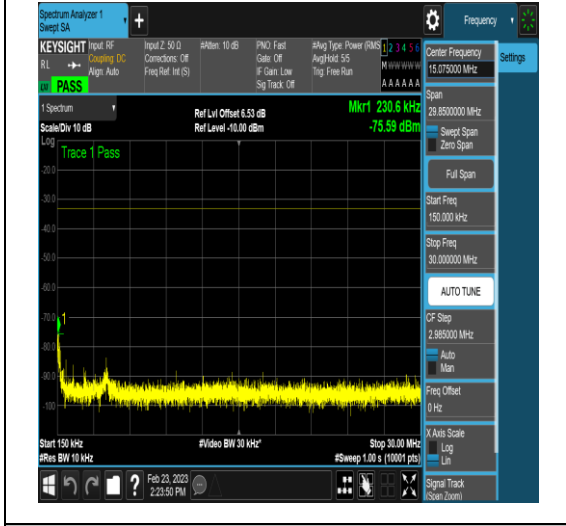 Spectrum Analyzer 1
Swept SA
+
Frequency
KEYSIGHT
RL
PASS
Input: RF
Coupling: DC
Align: Auto
Input Z: 50 Ω
Corrections: Off
Freq Ref: Int (S)
#Atten: 10 dB
PNO: Fast
Gate: Off
IF Gain: Low
Sig Track: Off
#Avg Type: Power (RMS
Avg|Hold: 5/5
Trig: Free Run
1 2 3 4 5 6
M w w w w w
A A A A A A
1 Spectrum
Scale/Div 10 dB
Ref Lvl Offset 6.53 dB
Ref Level -10.00 dBm
Mkr1 230.6 kHz
-75.59 dBm
Log
Trace 1 Pass
-20.0
-30.0
-40.0
-50.0
-60.0
-70.0
1
-80.0
-90.0
-100
Start 150 kHz
#Video BW 30 kHz*
Stop 30.00 MHz
#Res BW 10 kHz
#Sweep 1.00 s (10001 pts)
?
Feb 23, 2023
2:23:50 PM
Center Frequency
15.075000 MHz
Settings
Span
29.8500000 MHz
Swept Span
Zero Span
Full Span
Start Freq
150.000 kHz
Stop Freq
30.000000 MHz
AUTO TUNE
CF Step
2.985000 MHz
Auto
Man
Freq Offset
0 Hz
X Axis Scale
Log
Lin
Signal Track
(Span Zoom)